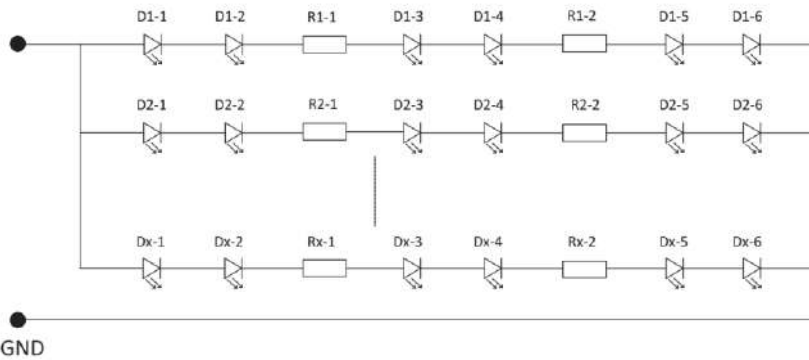 D1-1 D1-2 R1-1 D1-3 D1-4 R1-2 D1-5 D1-6
D2-1 D2-2 R2-1 D2-3 D2-4 R2-2 D2-5 D2-6
Dx-1 Dx-2 Rx-1 Dx-3 Dx-4 Rx-2 Dx-5 Dx-6
GND